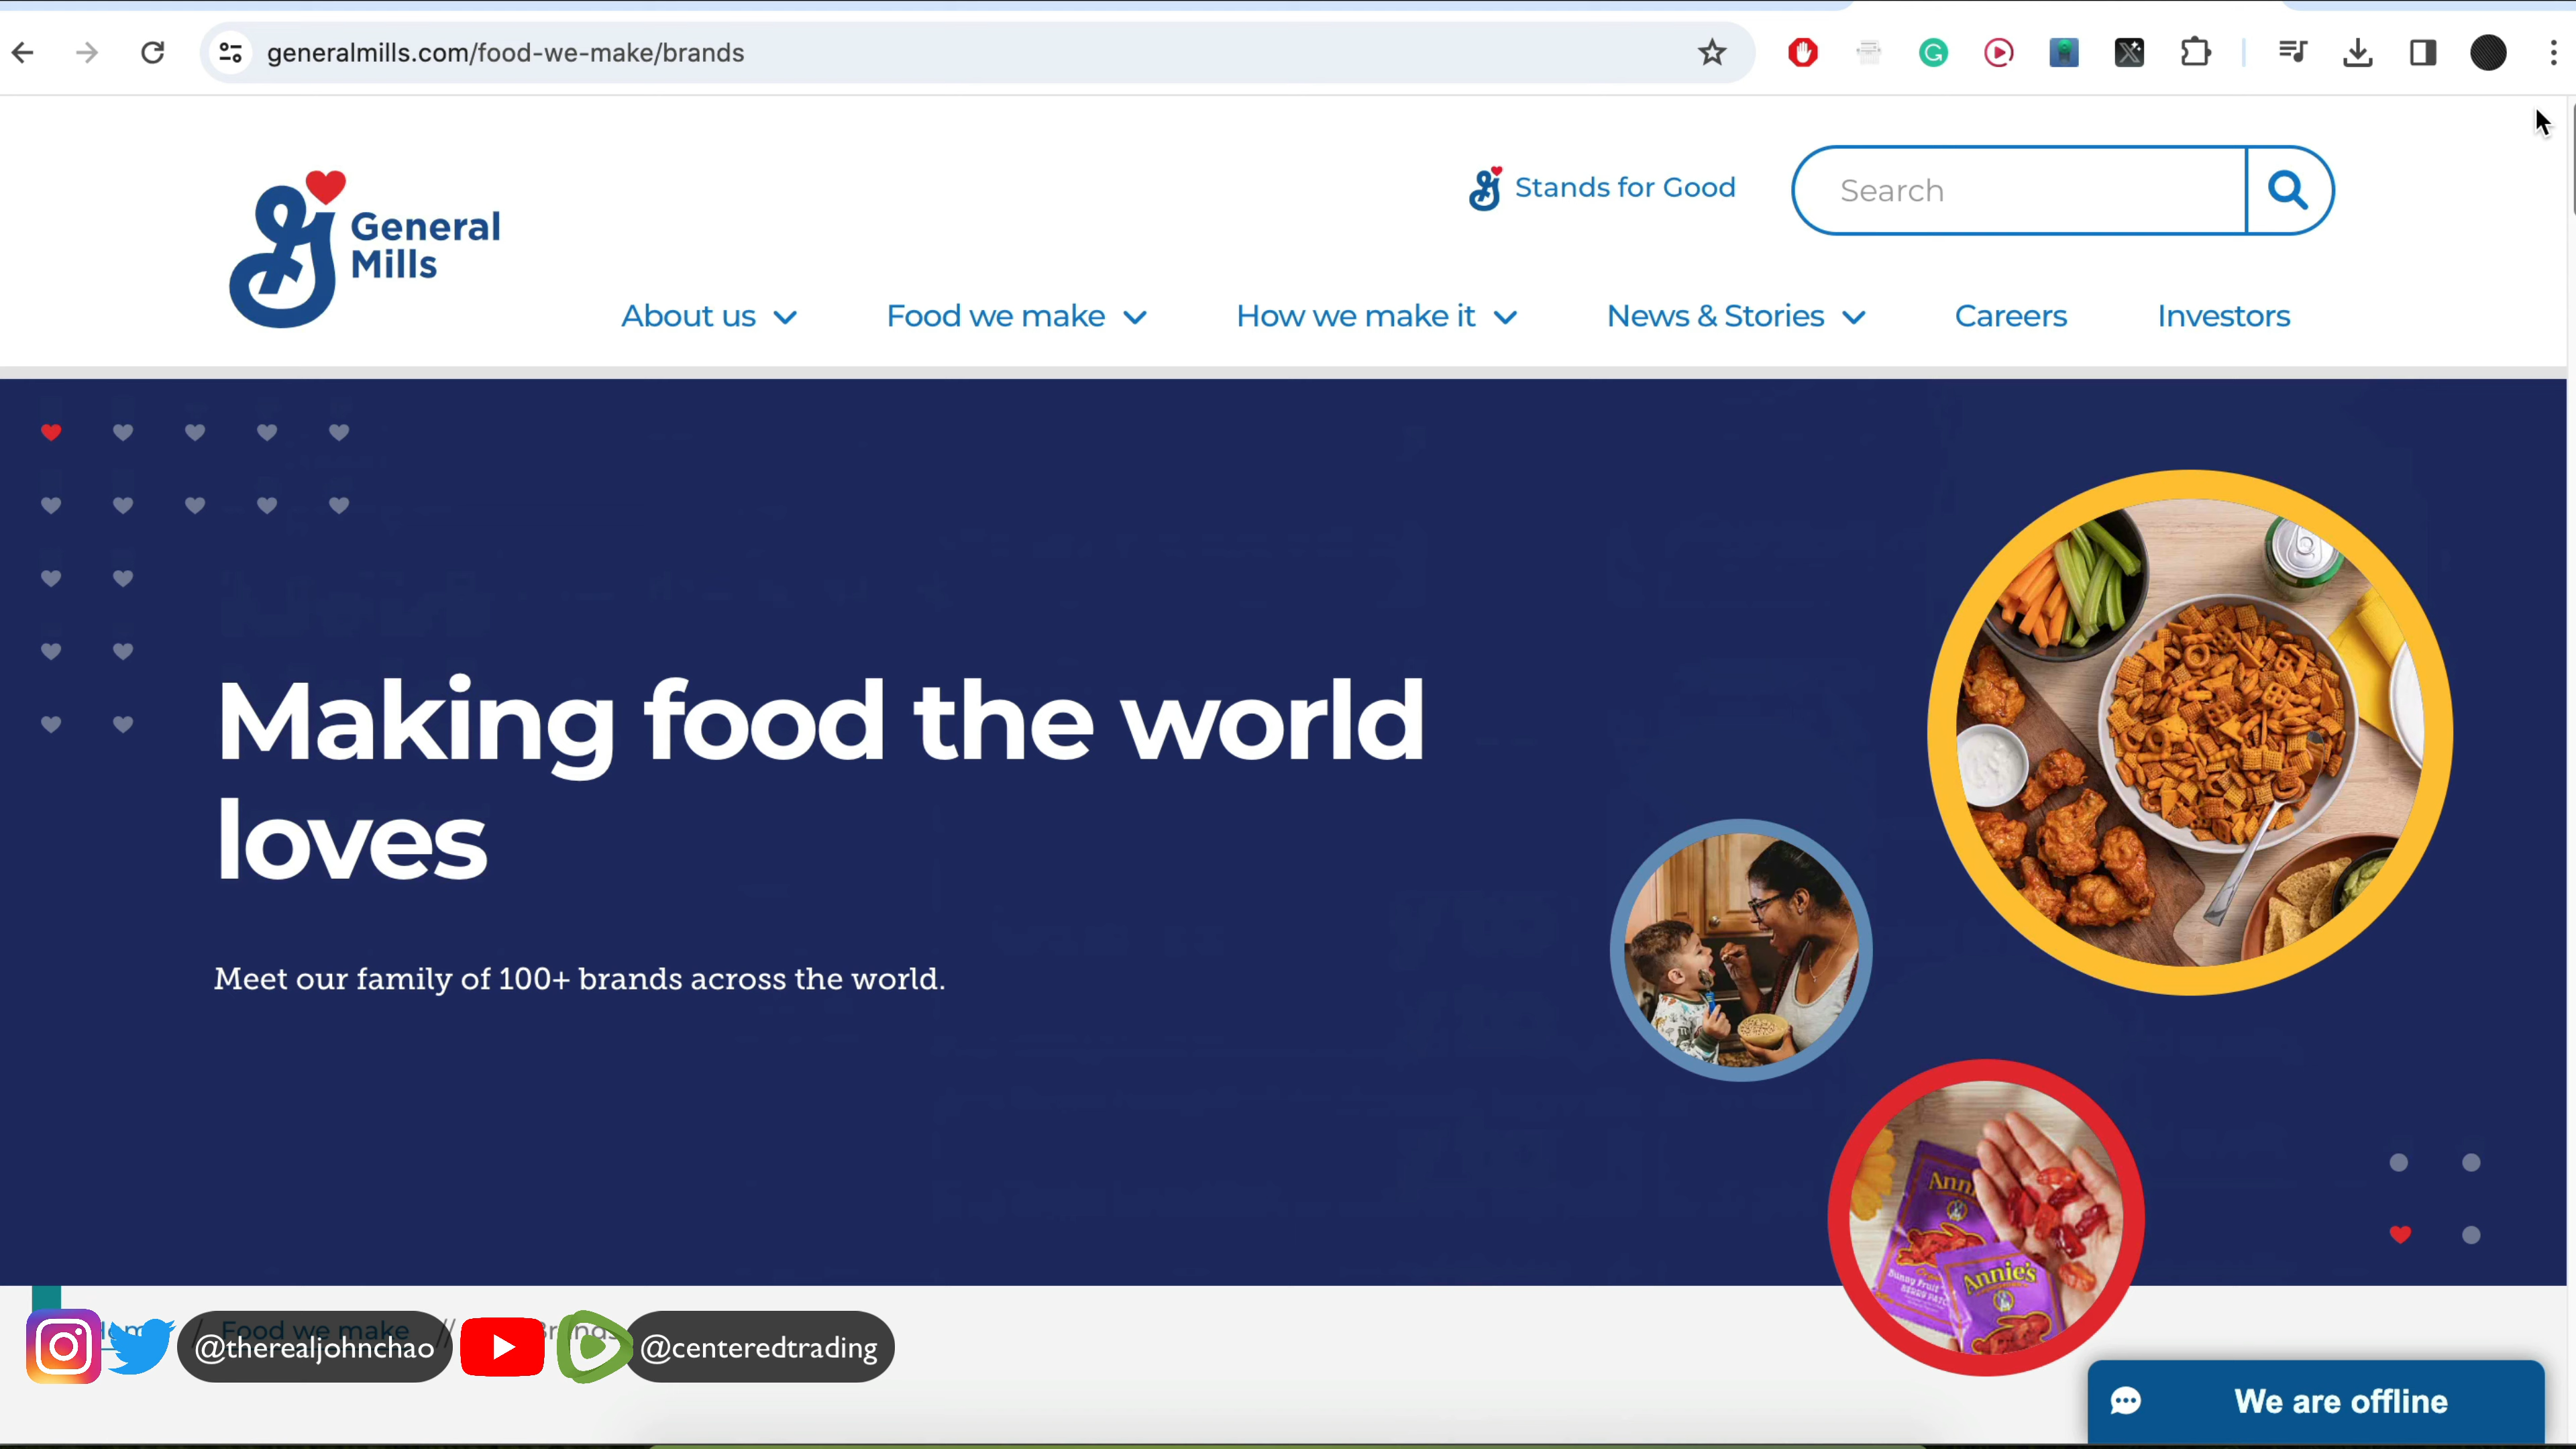 generalmills.com/food-we-make/brands
General
Mills
Stands for Good
Search
About us
Food we make
How we make it
News & Stories
Careers
Investors
Making food the world
loves
Meet our family of 100+ brands across the world.
Annie's
Food we make //
@therealjohnchao
@centeredtrading
We are offline